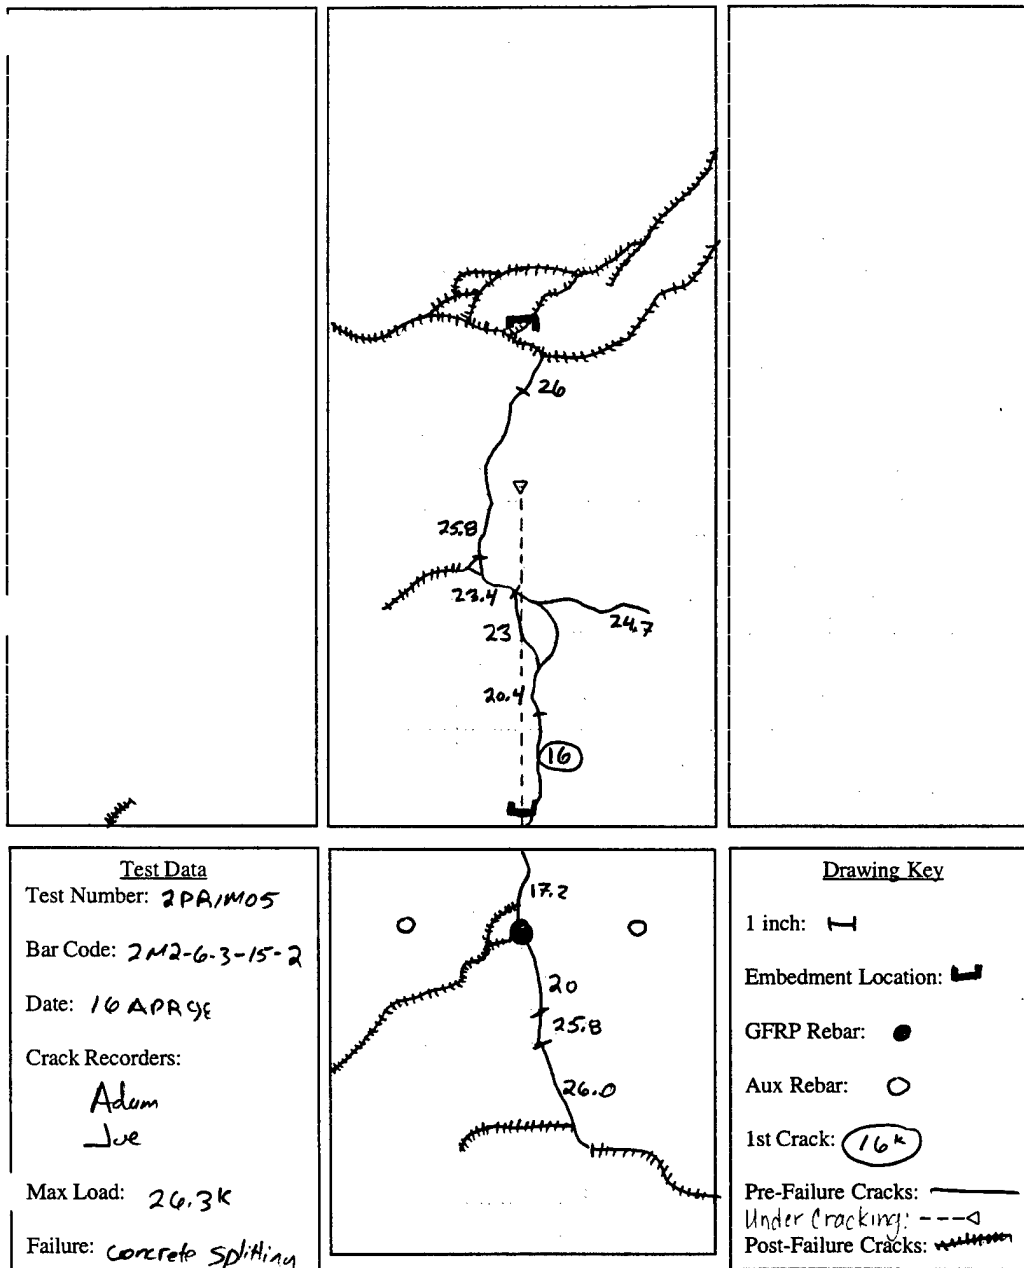 26
25.8
23.4
24.7
23
20.4
16
Test Data
Test Number: 2PA1M05
Bar Code: 2M2-6-3-15-2
Date: 16 APR
Crack Recorders:
Adam
Joe
Max Load: 26.3K
Failure: Concrete Splitting
17.2
20
25.8
26.0
Drawing Key
1 inch:
Embedment Location:
GFRP Rebar:
Aux Rebar:
1st Crack: 16K
Pre-Failure Cracks:
Under Cracking:
Post-Failure Cracks: